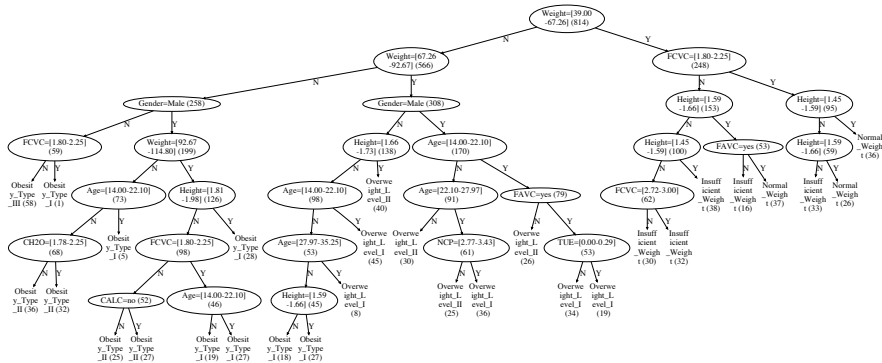 Weight=[39.00
-67.26] (814)
N
Y
Weight=[67.26
-92.67] (566)
FCVC=[1.80-2.25]
(248)
N
Y
N
Y
Gender=Male (258)
Gender=Male (308)
Height=[1.59
-1.66] (153)
Height=[1.45
-1.59] (95)
N
Y
N
Y
N
Y
N
Y
FCVC=[1.80-2.25]
(59)
Weight=[92.67
-114.80] (199)
Height=[1.66
-1.73] (138)
Age=[14.00-22.10]
(170)
Height=[1.45
-1.59] (100)
FAVC=yes (53)
Height=[1.59
-1.66] (59)
Normal
_Weigh
t (36)
N
Y
N
Y
N
Y
N
Y
N
Y
N
Y
N
Y
Obesit
y_Type
_III (58)
Obesit
y_Type
_I (1)
Age=[14.00-22.10]
(73)
Height=[1.81
-1.98] (126)
Age=[14.00-22.10]
(98)
Overwe
ight_L
evel_II
(40)
Age=[22.10-27.97]
(91)
FAVC=yes (79)
FCVC=[2.72-3.00]
(62)
Insuff
icient
_Weigh
t (38)
Insuff
icient
_Weigh
t (16)
Normal
_Weigh
t (37)
Insuff
icient
_Weigh
t (33)
Normal
_Weigh
t (26)
N
Y
N
Y
N
Y
N
Y
N
Y
N
Y
CH2O=[1.78-2.25]
(68)
Obesit
y_Type
_I (5)
FCVC=[1.80-2.25]
(98)
Obesit
y_Type
_I (28)
Age=[27.97-35.25]
(53)
Overwe
ight_L
evel_I
(45)
Overwe
ight_L
evel_II
(30)
NCP=[2.77-3.43]
(61)
Overwe
ight_L
evel_II
(26)
TUE=[0.00-0.29]
(53)
Insuff
icient
_Weigh
t (30)
Insuff
icient
_Weigh
t (32)
N
Y
N
Y
N
Y
N
Y
N
Y
Obesit
y_Type
_II (36)
Obesit
y_Type
_II (32)
CALC=no (52)
Age=[14.00-22.10]
(46)
Height=[1.59
-1.66] (45)
Overwe
ight_L
evel_I
(8)
Overwe
ight_L
evel_II
(25)
Overwe
ight_L
evel_I
(36)
Overwe
ight_L
evel_I
(34)
Overwe
ight_L
evel_I
(19)
N
Y
N
Y
N
Y
Obesit
y_Type
_II (25)
Obesit
y_Type
_II (27)
Obesit
y_Type
_I (19)
Obesit
y_Type
_I (27)
Obesit
y_Type
_I (18)
Obesit
y_Type
_I (27)